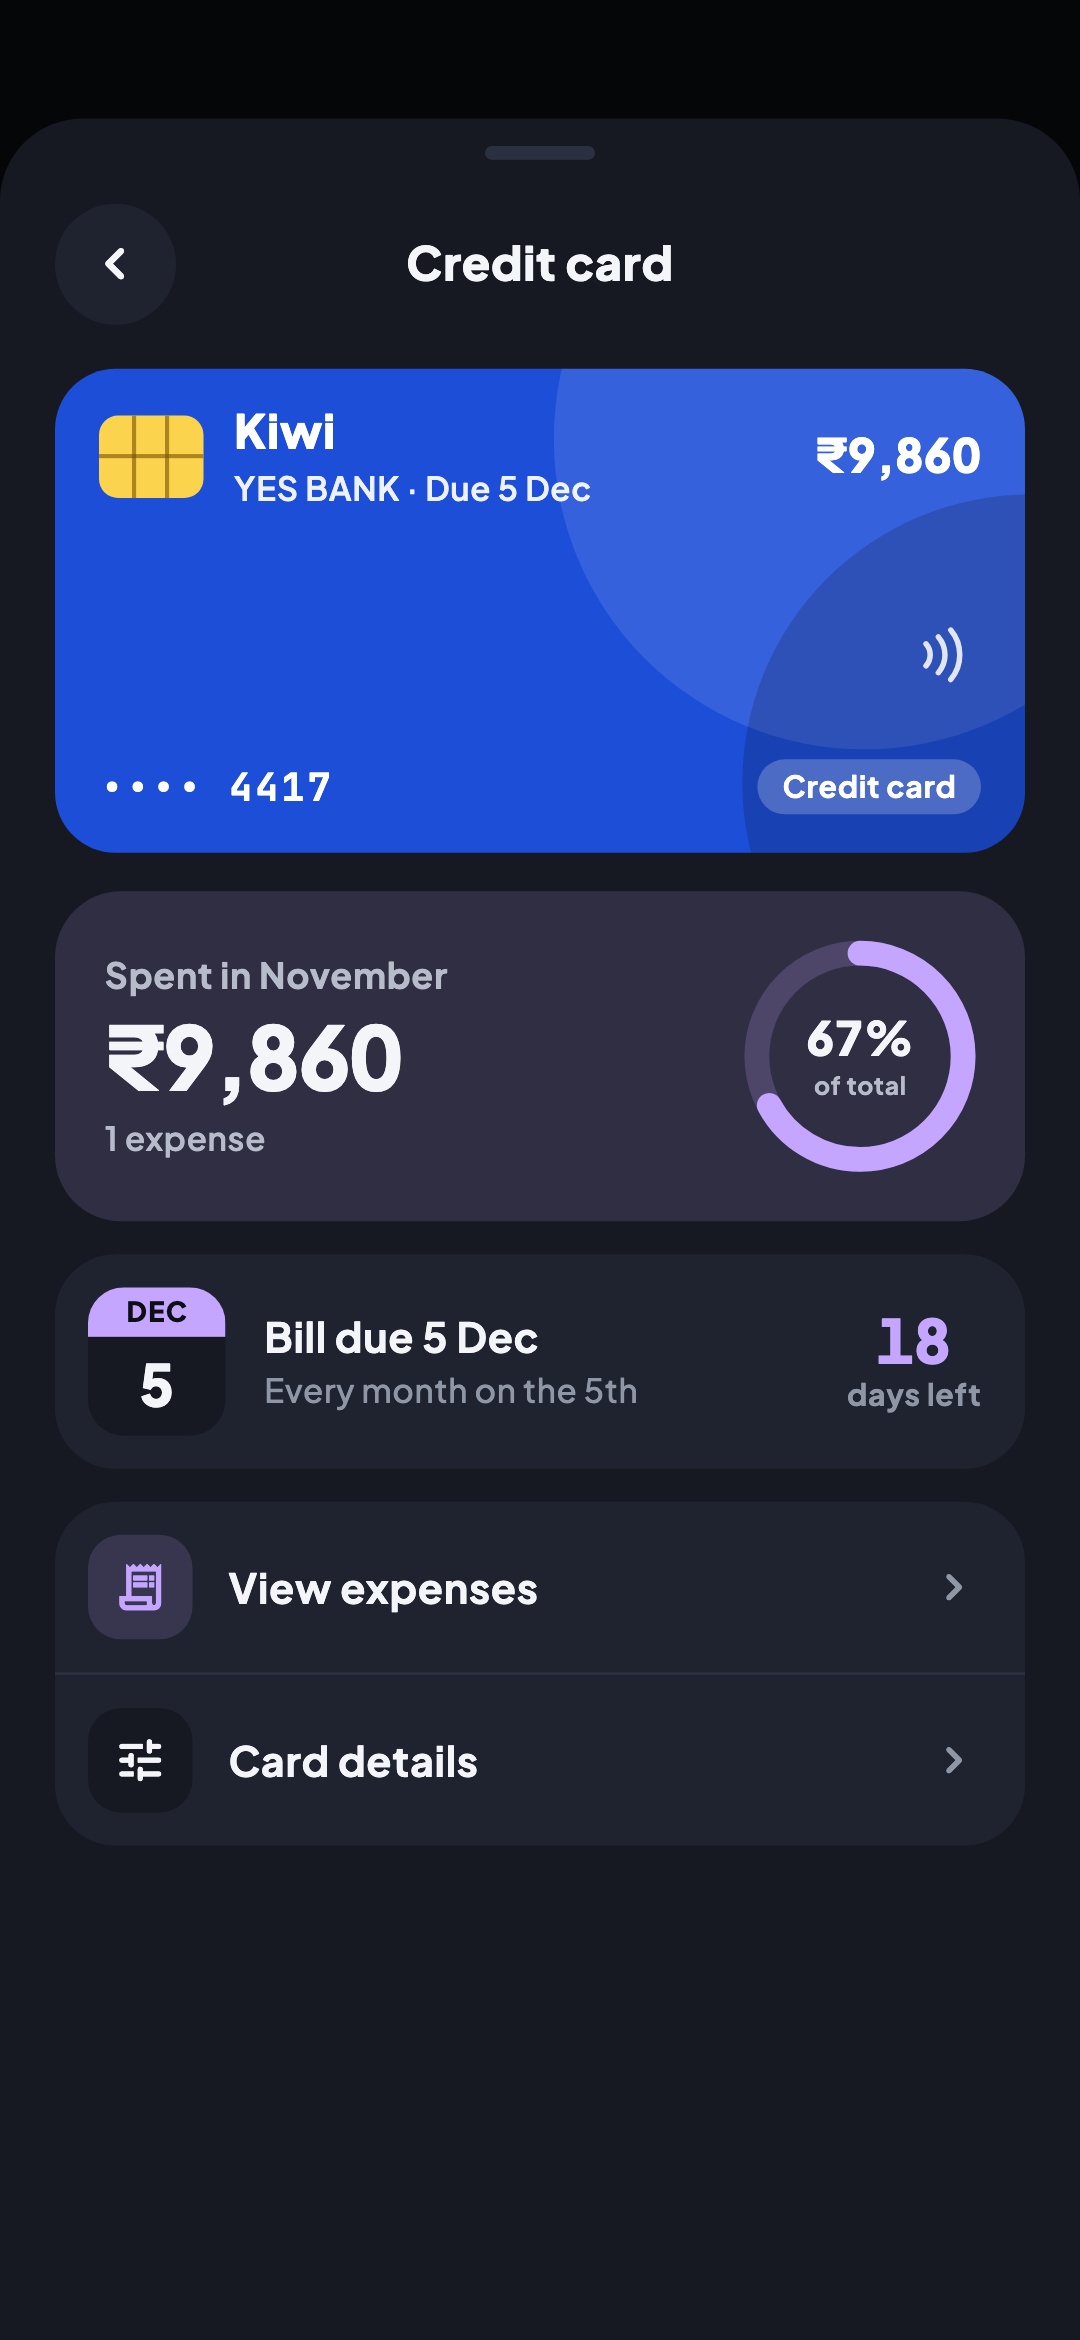 Credit card
Kiwi
YES BANK · Due 5 Dec
₹9,860
•••• 4417
Credit card
Spent in November
₹9,860
1 expense
67%
of total
DEC
5
Bill due 5 Dec
Every month on the 5th
18
days left
View expenses
Card details